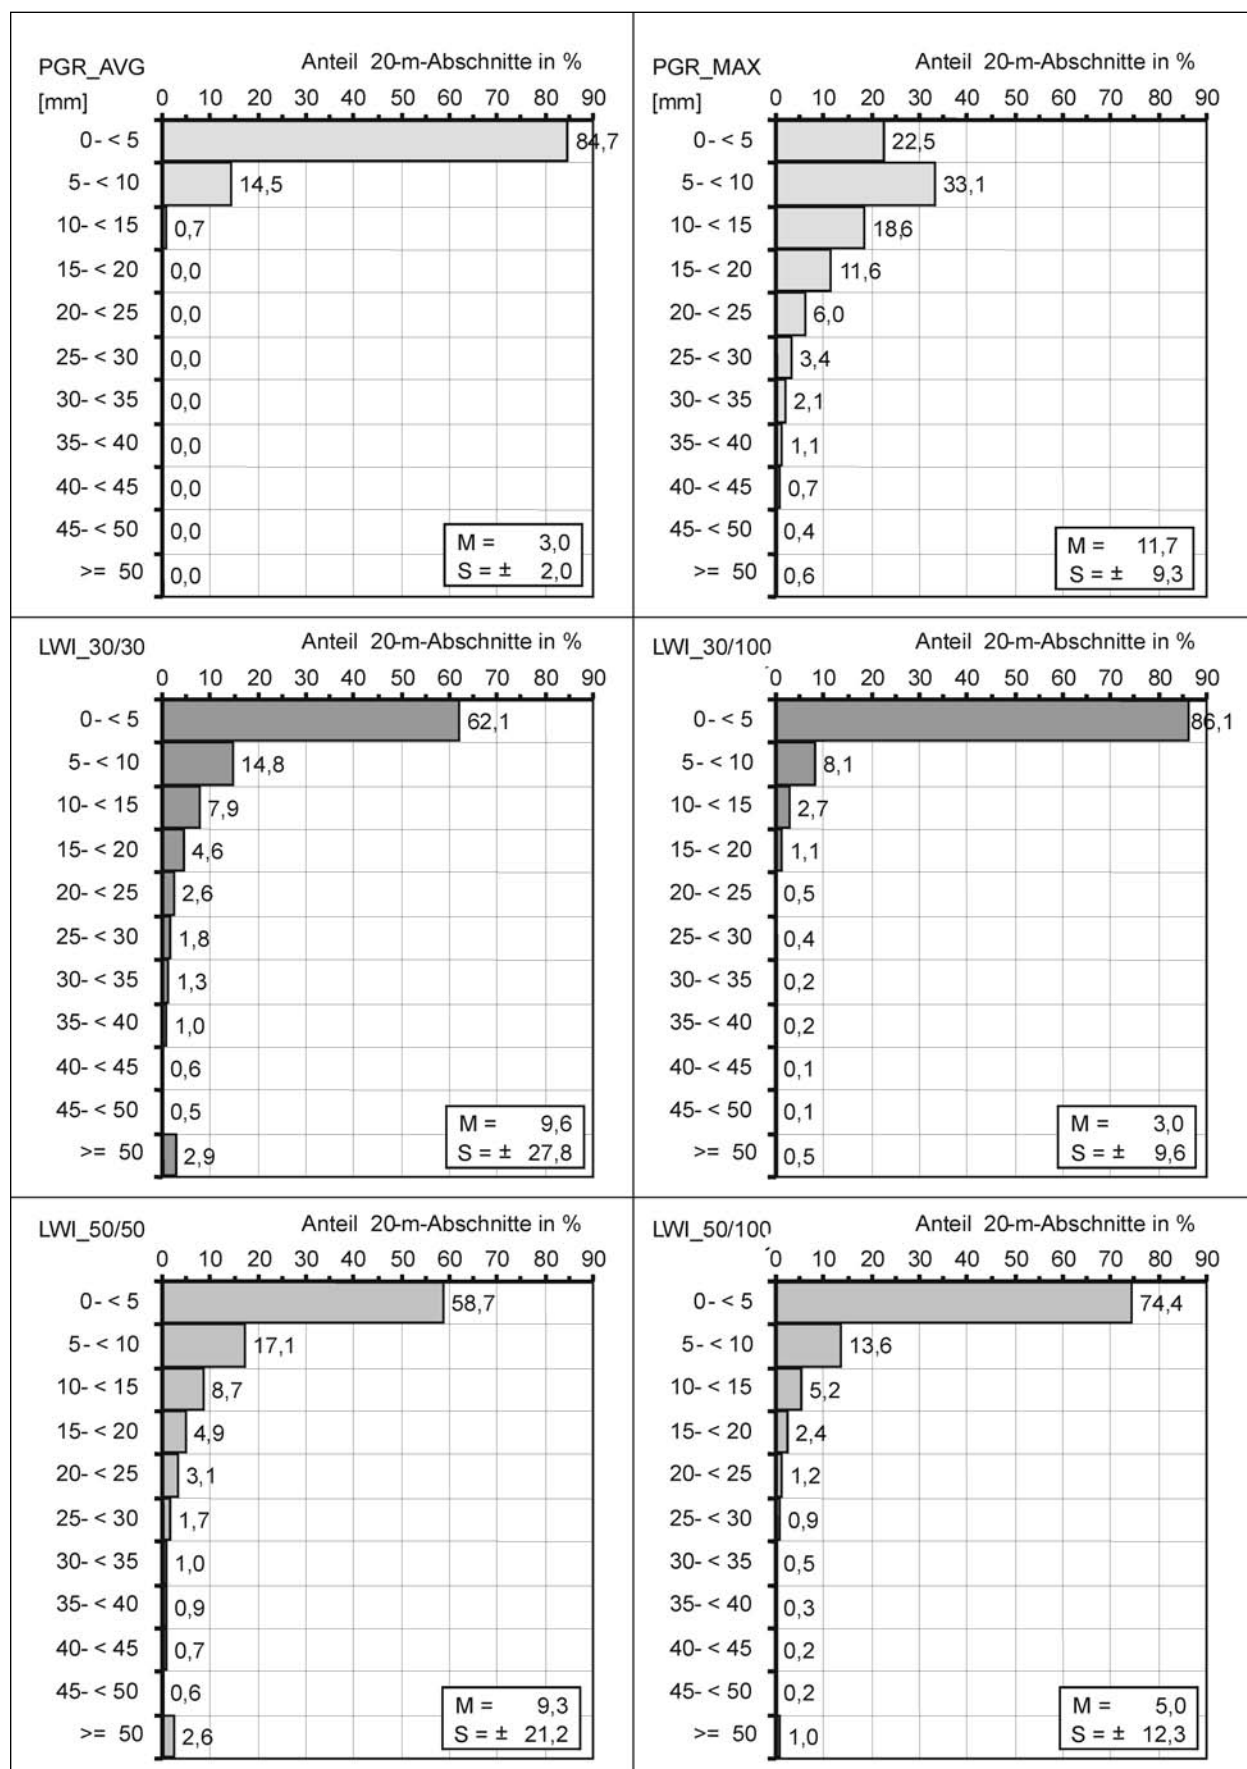 PGR_AVG Anteil 20-m-Abschnitte in %
[mm] 0 10 20 30 40 50 60 70 80 90
0- < 5 84,7
5- < 10 14,5
10- < 15 0,7
15- < 20 0,0
20- < 25 0,0
25- < 30 0,0
30- < 35 0,0
35- < 40 0,0
40- < 45 0,0
45- < 50 0,0
>= 50 0,0
M = 3,0
S = ± 2,0
PGR_MAX Anteil 20-m-Abschnitte in %
[mm] 0 10 20 30 40 50 60 70 80 90
0- < 5 22,5
5- < 10 33,1
10- < 15 18,6
15- < 20 11,6
20- < 25 6,0
25- < 30 3,4
30- < 35 2,1
35- < 40 1,1
40- < 45 0,7
45- < 50 0,4
>= 50 0,6
M = 11,7
S = ± 9,3
LWI_30/30 Anteil 20-m-Abschnitte in %
0 10 20 30 40 50 60 70 80 90
0- < 5 62,1
5- < 10 14,8
10- < 15 7,9
15- < 20 4,6
20- < 25 2,6
25- < 30 1,8
30- < 35 1,3
35- < 40 1,0
40- < 45 0,6
45- < 50 0,5
>= 50 2,9
M = 9,6
S = ± 27,8
LWI_30/100 Anteil 20-m-Abschnitte in %
0 10 20 30 40 50 60 70 80 90
0- < 5 86,1
5- < 10 8,1
10- < 15 2,7
15- < 20 1,1
20- < 25 0,5
25- < 30 0,4
30- < 35 0,2
35- < 40 0,2
40- < 45 0,1
45- < 50 0,1
>= 50 0,5
M = 3,0
S = ± 9,6
LWI_50/50 Anteil 20-m-Abschnitte in %
0 10 20 30 40 50 60 70 80 90
0- < 5 58,7
5- < 10 17,1
10- < 15 8,7
15- < 20 4,9
20- < 25 3,1
25- < 30 1,7
30- < 35 1,0
35- < 40 0,9
40- < 45 0,7
45- < 50 0,6
>= 50 2,6
M = 9,3
S = ± 21,2
LWI_50/100 Anteil 20-m-Abschnitte in %
0 10 20 30 40 50 60 70 80 90
0- < 5 74,4
5- < 10 13,6
10- < 15 5,2
15- < 20 2,4
20- < 25 1,2
25- < 30 0,9
30- < 35 0,5
35- < 40 0,3
40- < 45 0,2
45- < 50 0,2
>= 50 1,0
M = 5,0
S = ± 12,3